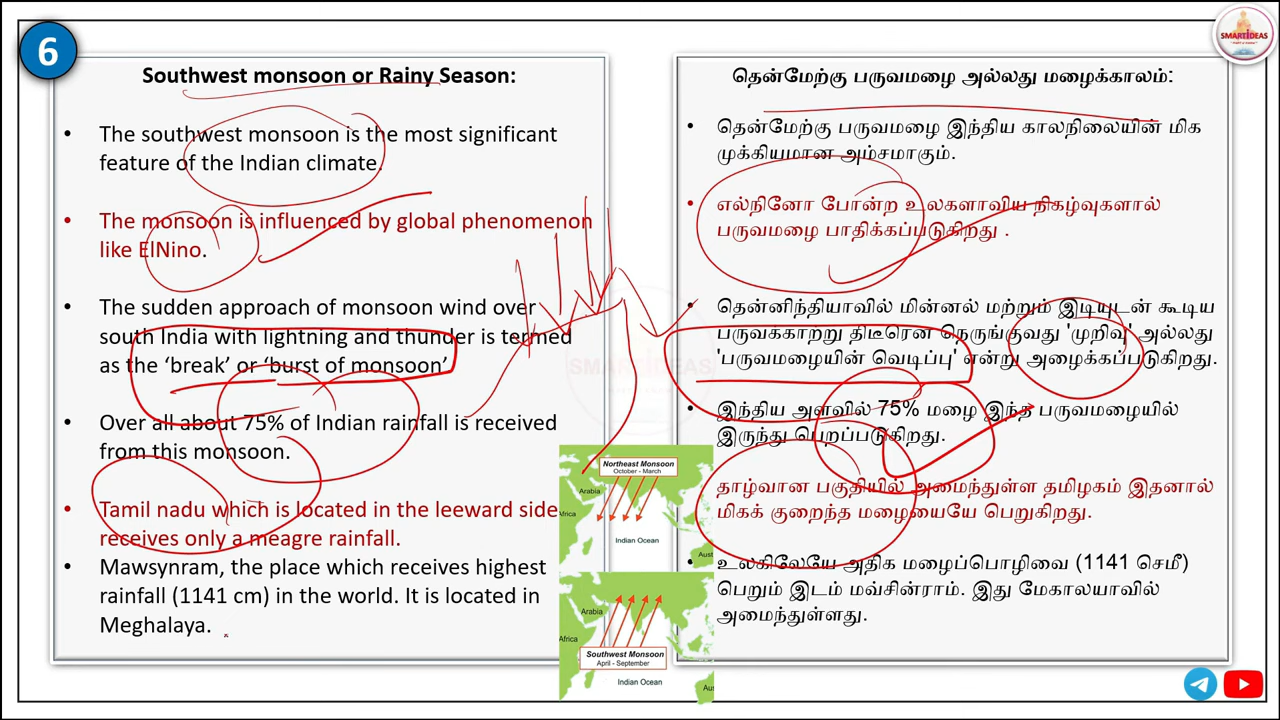 6
SMARTIDEAS
Southwest monsoon or Rainy Season:
• The southwest monsoon is the most significant
feature of the Indian climate.
• The monsoon is influenced by global phenomenon
like ElNino.
• The sudden approach of monsoon wind over
south India with lightning and thunder is termed
as the ‘break’ or ‘burst of monsoon’
• Over all about 75% of Indian rainfall is received
from this monsoon.
• Tamil nadu which is located in the leeward side
receives only a meagre rainfall.
Mawsynram, the place which receives highest
rainfall (1141 cm) in the world. It is located in
Meghalaya.
தென்மேற்கு பருவமழை அல்லது மழைக்காலம்:
• தென்மேற்கு பருவமழை இந்திய காலநிலையின் மிக
முக்கியமான அம்சமாகும்.
• எல்நினோ போன்ற உலகளாவிய நிகழ்வுகளால்
பருவமழை பாதிக்கப்படுகிறது .
• தென்னிந்தியாவில் மின்னல் மற்றும் இடியுடன் கூடிய
பருவக்காற்று திடீரென நெருங்குவது 'முறிவு' அல்லது
'பருவமழையின் வெடிப்பு' என்று அழைக்கப்படுகிறது.
• இந்திய அளவில் 75% மழை இந்த பருவமழையில்
இருந்து பெறப்படுகிறது.
தாழ்வான பகுதியில் அமைந்துள்ள தமிழகம் இதனால்
மிகக் குறைந்த மழையையே பெறுகிறது.
• உலகிலேயே அதிக மழைப்பொழிவை (1141 செமீ)
பெறும் இடம் மவ்சின்ராம். இது மேகாலயாவில்
அமைந்துள்ளது.
SMARTIDEAS
Northeast Monsoon
October - March
Arabia
Africa
Indian Ocean
Aust
Arabia
Africa
Southwest Monsoon
April - September
Indian Ocean
Aus